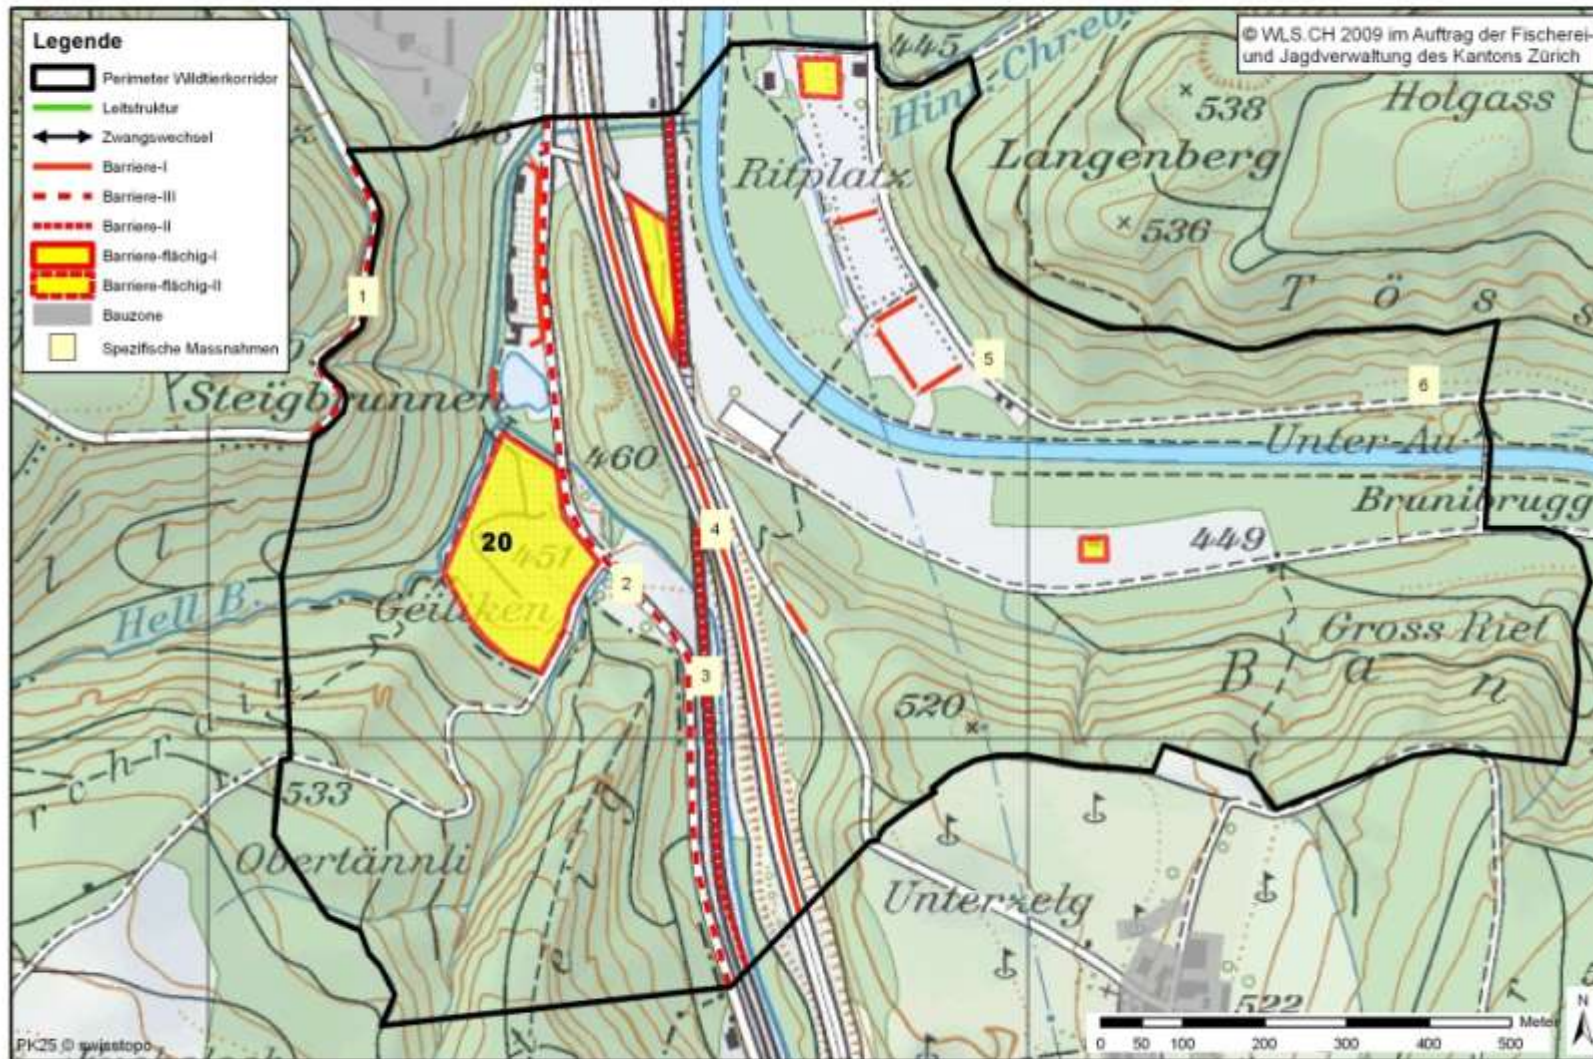 Legende
Perimeter Wildtierkorridor
Leitstruktur
Zwangswechsel
Barriere-I
Barriere-III
Barriere-II
Barriere-flächig-I
Barriere-flächig-II
Bauzone
Spezifische Massnahmen
© WLS.CH 2009 im Auftrag der Fischerei-
und Jagdverwaltung des Kantons Zürich
445
538
Holgass
Langenberg
Ritplatz
536
T ö s s
1
5
6
Steigbrunnen
460
Unter-Au
Brunibrugg
4
20
451
449
2
Hell B.
Geiliken
Gross Riet
3
B a n
520
533
Obertännli
Unterzelg
522
N
Meter
0 50 100 200 300 400 500
PK25 © swisstopo